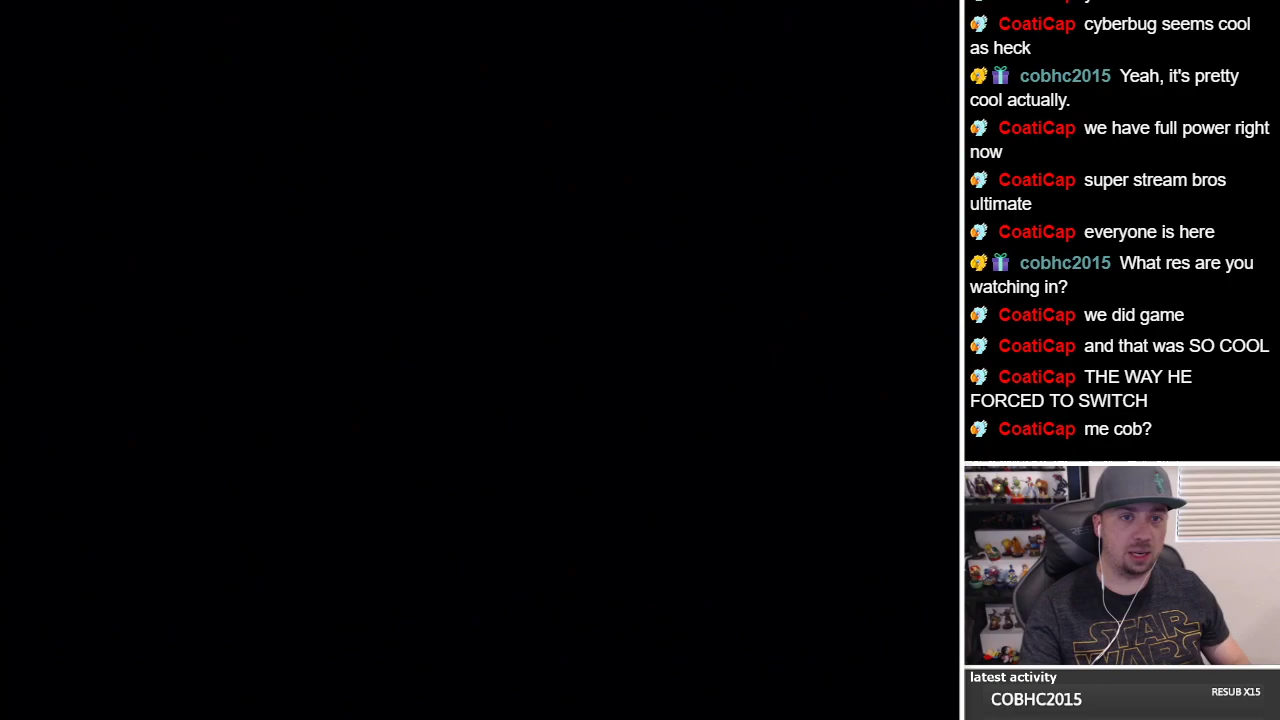 CoatiCap cyberbug seems cool
as heck
cobhc2015 Yeah, it's pretty
cool actually.
CoatiCap we have full power right
now
CoatiCap super stream bros
ultimate
CoatiCap everyone is here
cobhc2015 What res are you
watching in?
CoatiCap we did game
CoatiCap and that was SO COOL
CoatiCap THE WAY HE
FORCED TO SWITCH
CoatiCap me cob?
STAR
WARS
latest activity
COBHC2015 RESUB X15